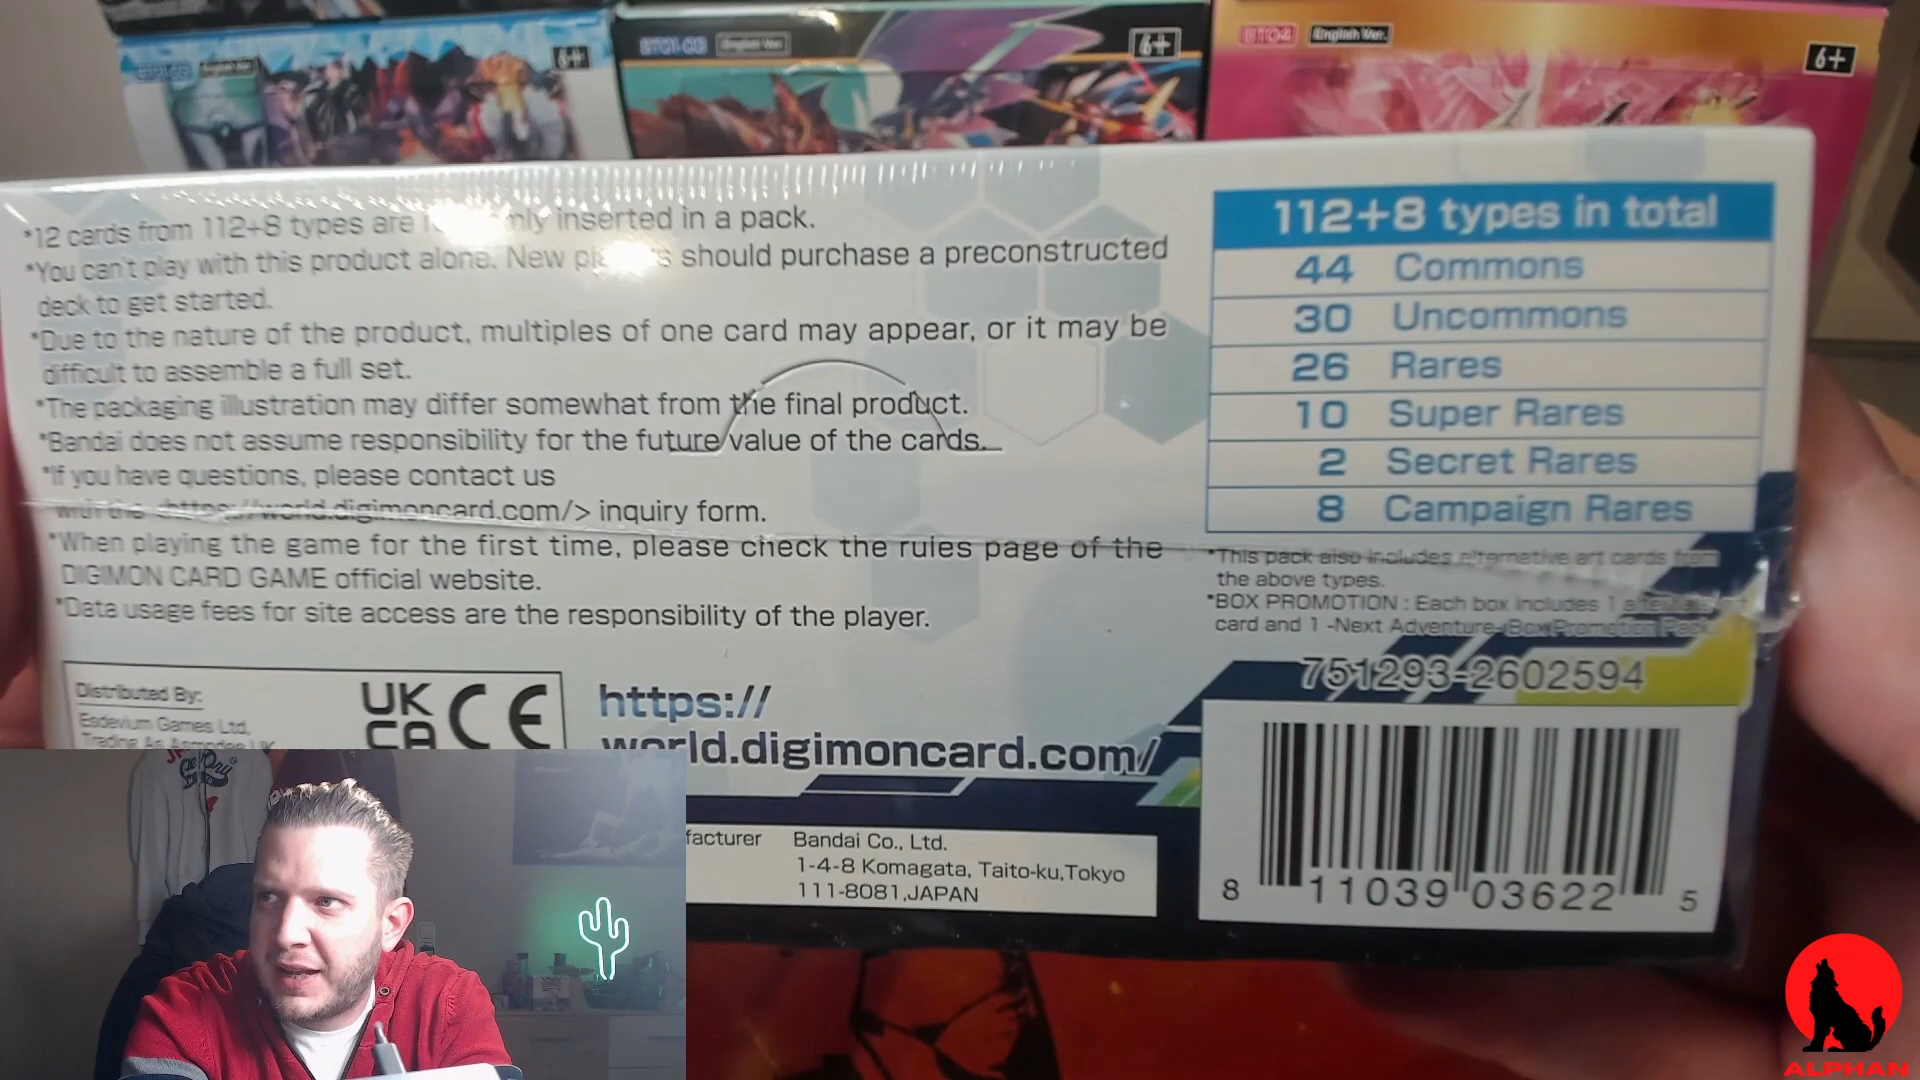 BT01-03 English Ver. 6+
BT01-03 English Ver. 6+
BT04 English Ver. 6+
*12 cards from 112+8 types are inserted in a pack.
*You can't play with this product alone. New should purchase a preconstructed
deck to get started.
*Due to the nature of the product, multiples of one card may appear, or it may be
difficult to assemble a full set.
*The packaging illustration may differ somewhat from the final product.
*Bandai does not assume responsibility for the future value of the cards.
*If you have questions, please contact us
with the <https://world.digimoncard.com/> inquiry form.
*When playing the game for the first time, please check the rules page of the
DIGIMON CARD GAME official website.
*Data usage fees for site access are the responsibility of the player.
112+8 types in total
44 Commons
30 Uncommons
26 Rares
10 Super Rares
2 Secret Rares
8 Campaign Rares
*This pack also includes alternative art cards from
the above types.
*BOX PROMOTION : Each box includes 1
card and 1 -Next Adventure- Box Promotion Pack.
751293-2602594
Distributed By:
Esdevium Games Ltd,
Trading As Asmodee UK
UK
CA CE
https://
world.digimoncard.com/
facturer Bandai Co., Ltd.
1-4-8 Komagata, Taito-ku,Tokyo
111-8081,JAPAN
8 11039 03622 5
ALPHAN